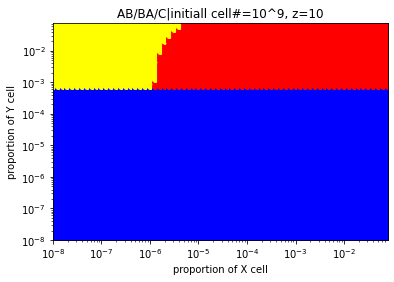 AB/BA/C|initiall cell#=10^9, z=10
proportion of Y cell
10⁻²
10⁻³
10⁻⁴
10⁻⁵
10⁻⁶
10⁻⁷
10⁻⁸
10⁻⁸ 10⁻⁷ 10⁻⁶ 10⁻⁵ 10⁻⁴ 10⁻³ 10⁻²
proportion of X cell